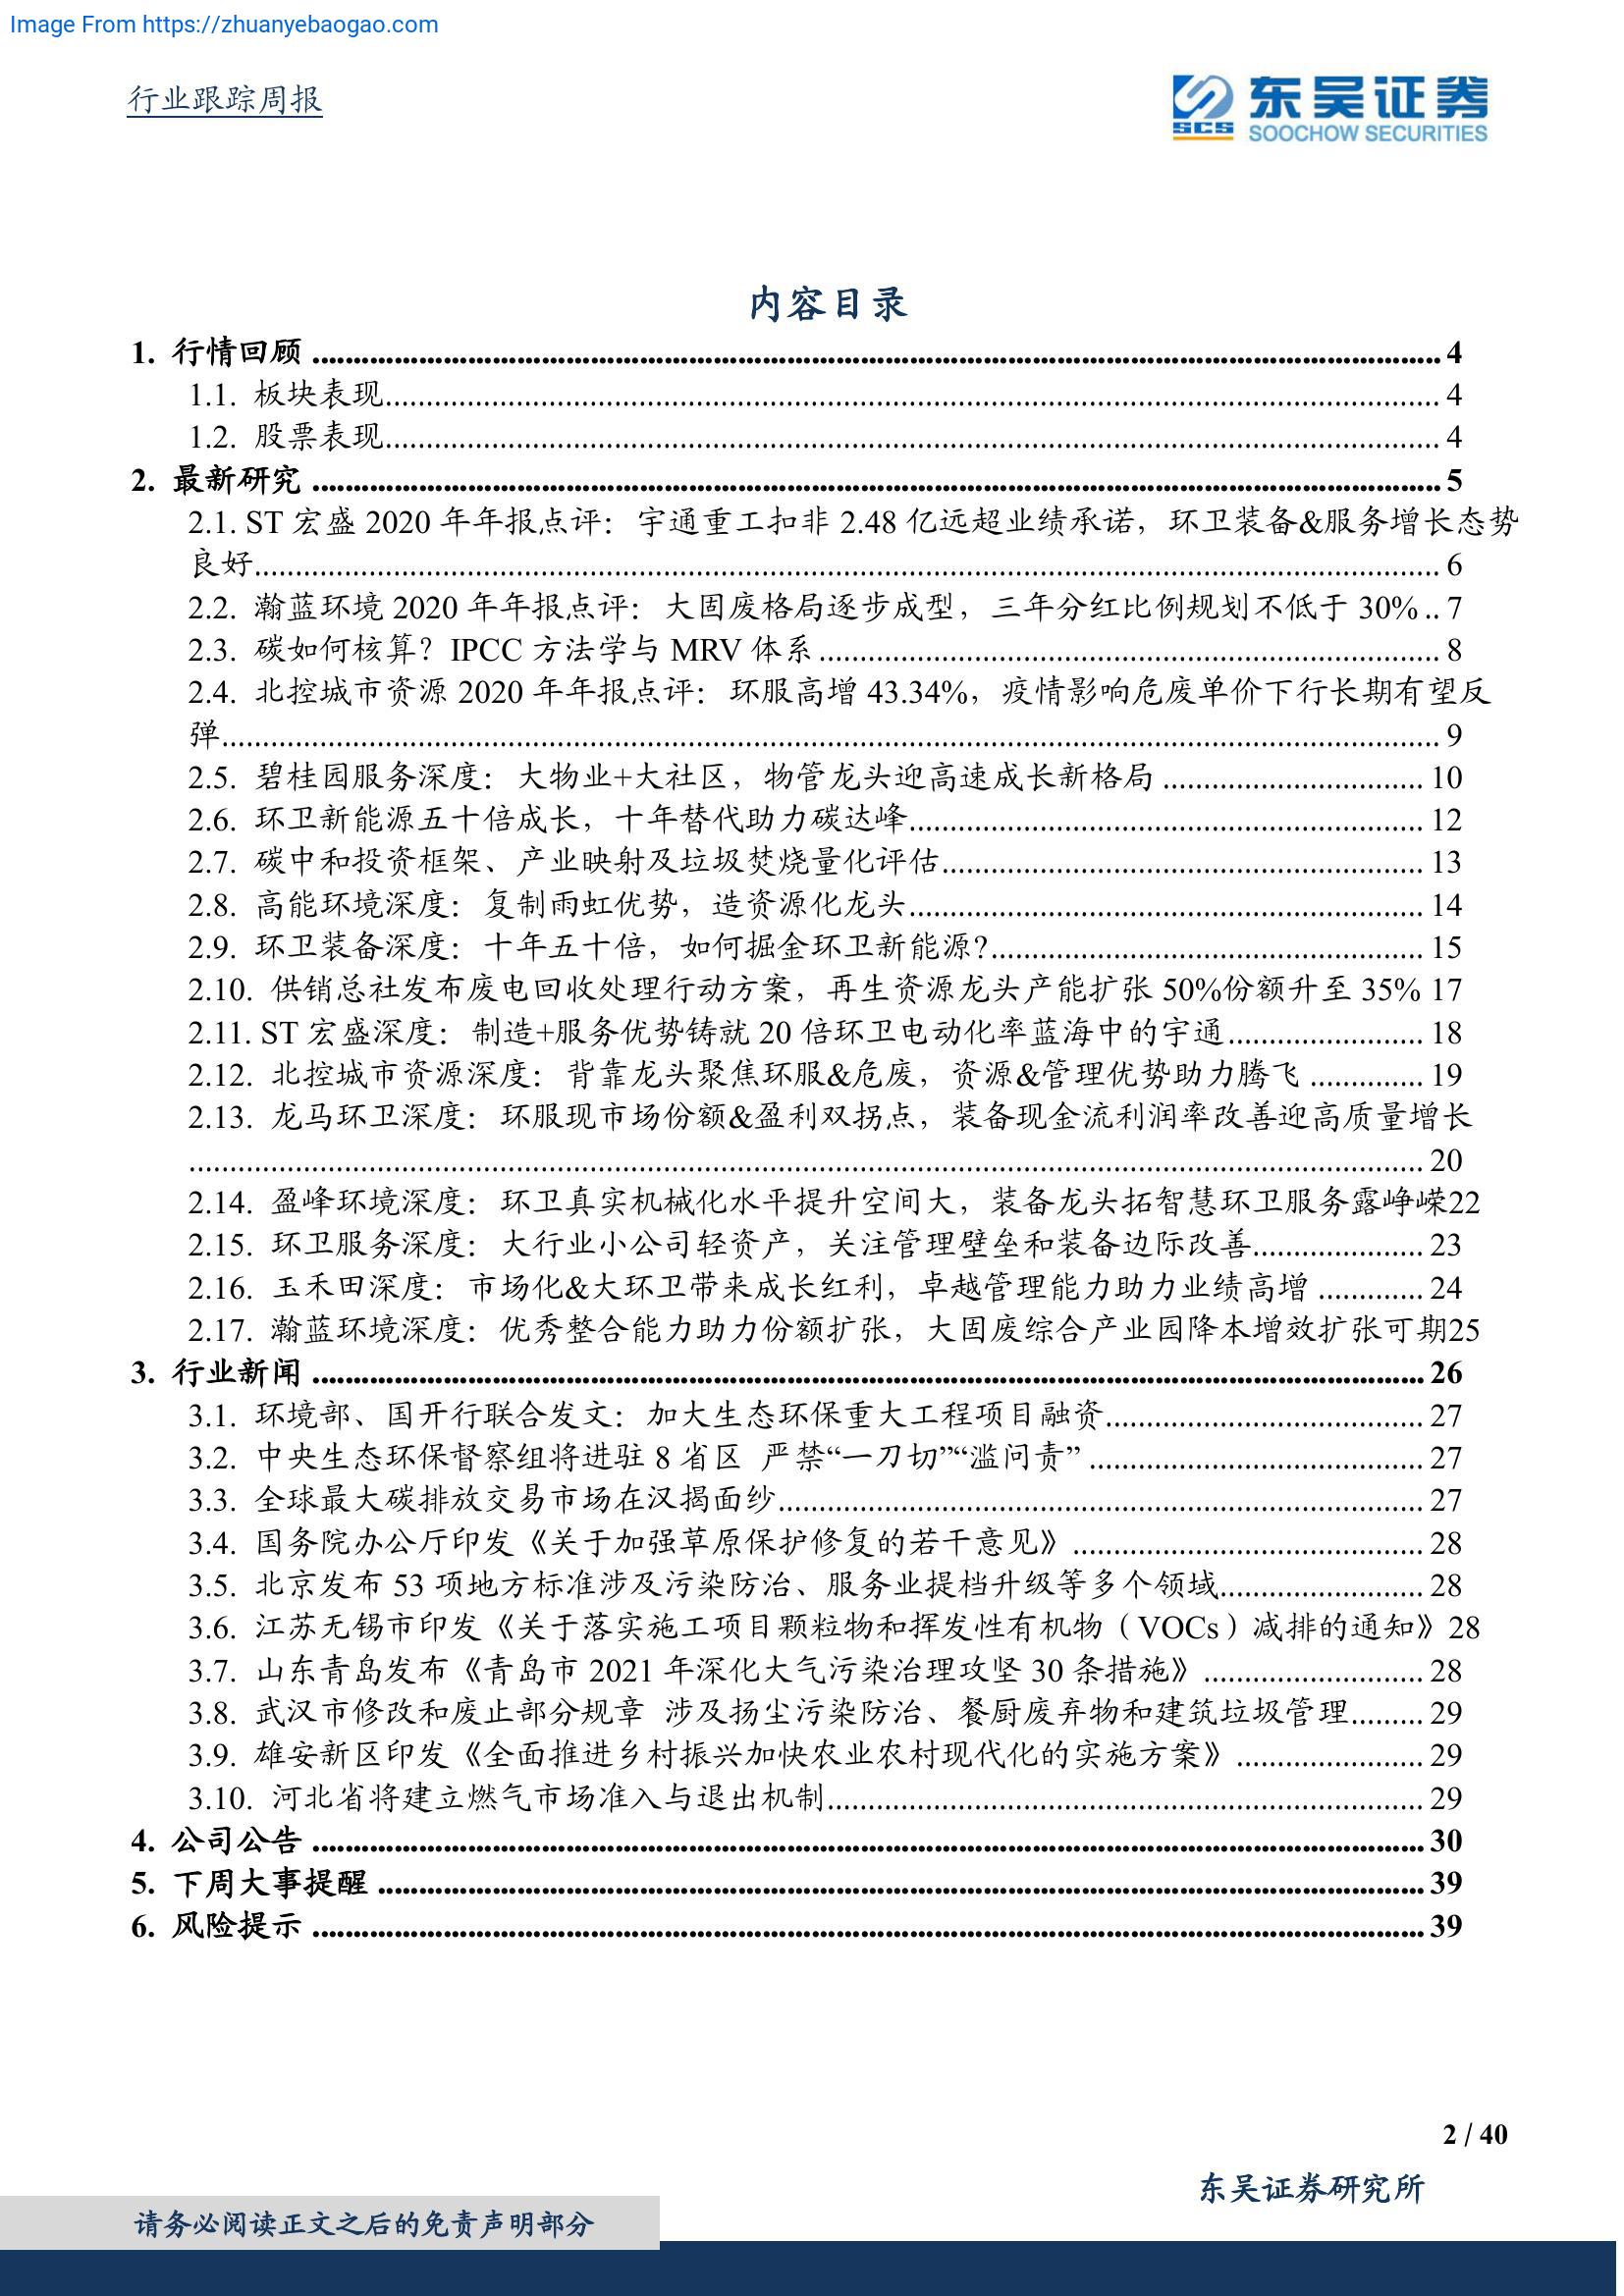 Image From https://zhuanyebaogao.com
行业跟踪周报
SCS 东吴证券
SOOCHOW SECURITIES
内容目录
1. 行情回顾 ........ 4
1.1. 板块表现........ 4
1.2. 股票表现........ 4
2. 最新研究 ........ 5
2.1. ST 宏盛 2020 年年报点评：宇通重工扣非 2.48 亿远超业绩承诺，环卫装备&服务增长态势
良好........ 6
2.2. 瀚蓝环境 2020 年年报点评：大固废格局逐步成型，三年分红比例规划不低于 30% .. 7
2.3. 碳如何核算？IPCC 方法学与 MRV 体系 ........ 8
2.4. 北控城市资源 2020 年年报点评：环服高增 43.34%，疫情影响危废单价下行长期有望反
弹........ 9
2.5. 碧桂园服务深度：大物业+大社区，物管龙头迎高速成长新格局 ........ 10
2.6. 环卫新能源五十倍成长，十年替代助力碳达峰........ 12
2.7. 碳中和投资框架、产业映射及垃圾焚烧量化评估........ 13
2.8. 高能环境深度：复制雨虹优势，造资源化龙头........ 14
2.9. 环卫装备深度：十年五十倍，如何掘金环卫新能源?........ 15
2.10. 供销总社发布废电回收处理行动方案，再生资源龙头产能扩张 50%份额升至 35% 17
2.11. ST 宏盛深度：制造+服务优势铸就 20 倍环卫电动化率蓝海中的宇通........ 18
2.12. 北控城市资源深度：背靠龙头聚焦环服&危废，资源&管理优势助力腾飞 ........ 19
2.13. 龙马环卫深度：环服现市场份额&盈利双拐点，装备现金流利润率改善迎高质量增长
........ 20
2.14. 盈峰环境深度：环卫真实机械化水平提升空间大，装备龙头拓智慧环卫服务露峥嵘22
2.15. 环卫服务深度：大行业小公司轻资产，关注管理壁垒和装备边际改善........ 23
2.16. 玉禾田深度：市场化&大环卫带来成长红利，卓越管理能力助力业绩高增 ........ 24
2.17. 瀚蓝环境深度：优秀整合能力助力份额扩张，大固废综合产业园降本增效扩张可期25
3. 行业新闻 ........ 26
3.1. 环境部、国开行联合发文：加大生态环保重大工程项目融资........ 27
3.2. 中央生态环保督察组将进驻 8 省区 严禁“一刀切”“滥问责” ........ 27
3.3. 全球最大碳排放交易市场在汉揭面纱........ 27
3.4. 国务院办公厅印发《关于加强草原保护修复的若干意见》 ........ 28
3.5. 北京发布 53 项地方标准涉及污染防治、服务业提档升级等多个领域........ 28
3.6. 江苏无锡市印发《关于落实施工项目颗粒物和挥发性有机物（VOCs）减排的通知》28
3.7. 山东青岛发布《青岛市 2021 年深化大气污染治理攻坚 30 条措施》 ........ 28
3.8. 武汉市修改和废止部分规章 涉及扬尘污染防治、餐厨废弃物和建筑垃圾管理........ 29
3.9. 雄安新区印发《全面推进乡村振兴加快农业农村现代化的实施方案》 ........ 29
3.10. 河北省将建立燃气市场准入与退出机制........ 29
4. 公司公告 ........ 30
5. 下周大事提醒 ........ 39
6. 风险提示 ........ 39
2 / 40
东吴证券研究所
请务必阅读正文之后的免责声明部分